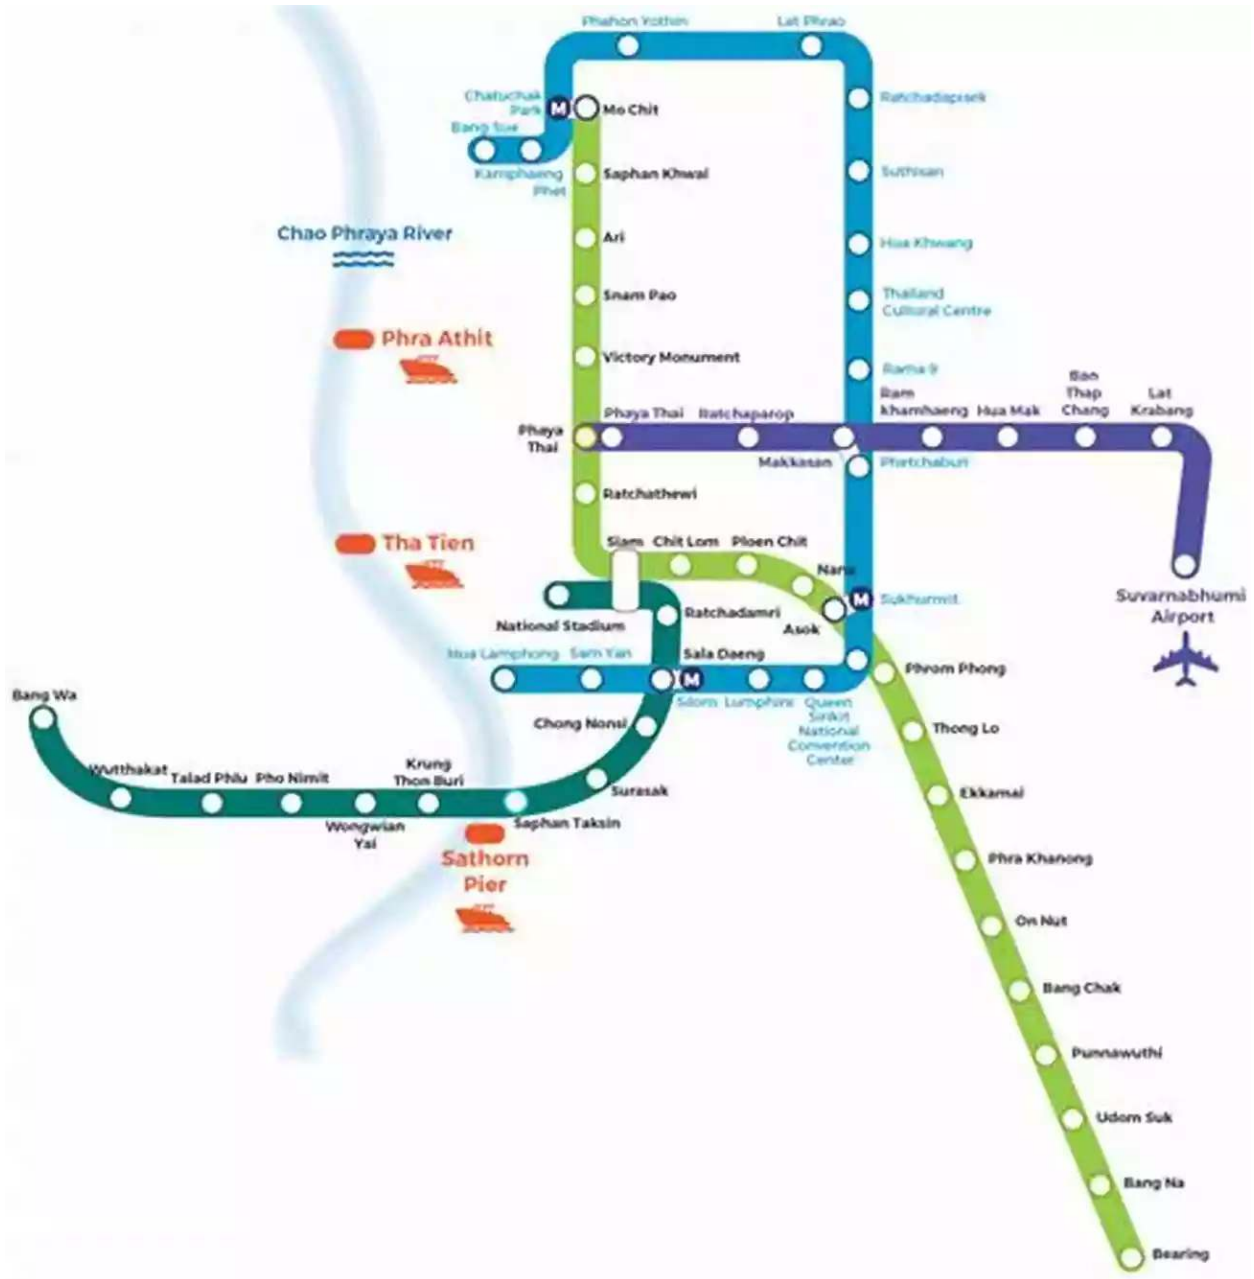 Phahon Yothin
Lat Phrao
Chatuchak
Park
M
Mo Chit
Ratchadapisek
Bang Sue
Kamphaeng
Phet
Saphan Khwai
Suthisan
Chao Phraya River
Ari
Hua Khwang
Snam Pao
Thailand
Cultural Centre
Phra Athit
Victory Monument
Rama 9
Phaya
Thai
Phaya Thai
Ratchaparop
Makkasan
Ram
khamhaeng
Hua Mak
Ban
Thap
Chang
Lat
Krabang
Phetchaburi
Ratchathewi
Tha Tien
Siam
Chit Lom
Ploen Chit
Nana
M
Sukhumvit
Asok
Suvarnabhumi
Airport
National Stadium
Ratchadamri
Hua Lamphong
Sam Yan
Sala Daeng
M
Silom
Lumphini
Queen
Sirikit
National
Convention
Center
Phrom Phong
Bang Wa
Chong Nonsi
Thong Lo
Wutthakat
Talad Phlu
Pho Nimit
Krung
Thon Buri
Wongwian
Yai
Saphan Taksin
Surasak
Ekkamai
Sathorn
Pier
Phra Khanong
On Nut
Bang Chak
Punnawuthi
Udom Suk
Bang Na
Bearing